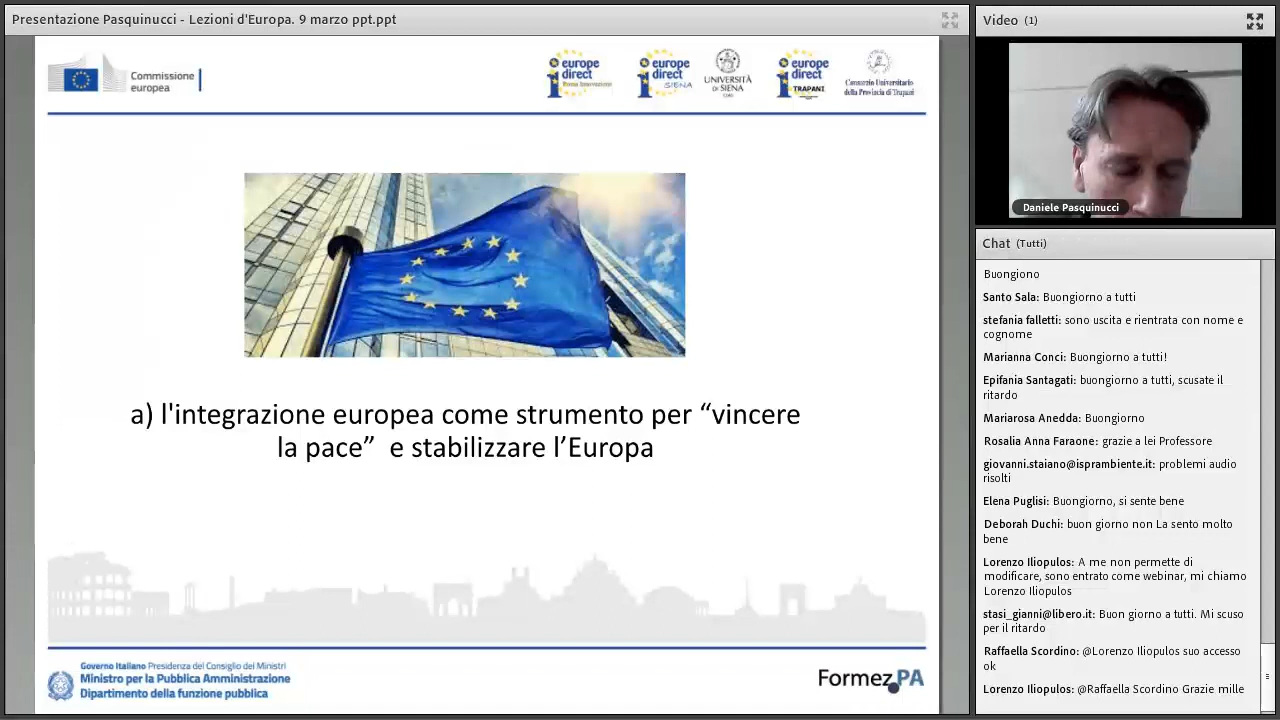 Presentazione Pasquinucci - Lezioni d'Europa. 9 marzo ppt.ppt
Commissione
europea
europe
direct
Roma Innovazione
europe
direct
SIENA
UNIVERSITÀ
DI SIENA
1240
europe
direct
TRAPANI
Consorzio Universitario
della Provincia di Trapani
a) l'integrazione europea come strumento per “vincere
la pace”  e stabilizzare l’Europa
Governo Italiano Presidenza del Consiglio dei Ministri
Ministro per la Pubblica Amministrazione
Dipartimento della funzione pubblica
Formez PA
Video (1)
Daniele Pasquinucci
Chat (Tutti)
Buongiono
Santo Sala: Buongiorno a tutti
stefania falletti: sono uscita e rientrata con nome e
cognome
Marianna Conci: Buongiorno a tutti!
Epifania Santagati: buongiorno a tutti, scusate il
ritardo
Mariarosa Anedda: Buongiorno
Rosalia Anna Faraone: grazie a lei Professore
giovanni.staiano@isprambiente.it: problemi audio
risolti
Elena Puglisi: Buongiorno, si sente bene
Deborah Duchi: buon giorno non La sento molto
bene
Lorenzo Iliopulos: A me non permette di
modificare, sono entrato come webinar, mi chiamo
Lorenzo Iliopulos
stasi_gianni@libero.it: Buon giorno a tutti. Mi scuso
per il ritardo
Raffaella Scordino: @Lorenzo Iliopulos suo accesso
ok
Lorenzo Iliopulos: @Raffaella Scordino Grazie mille